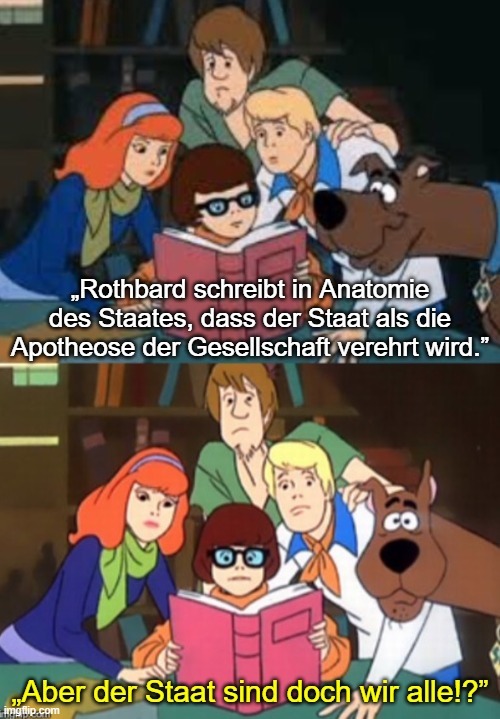 „Rothbard schreibt in Anatomie
des Staates, dass der Staat als die
Apotheose der Gesellschaft verehrt wird.”
„Aber der Staat sind doch wir alle!?”
imgflip.com